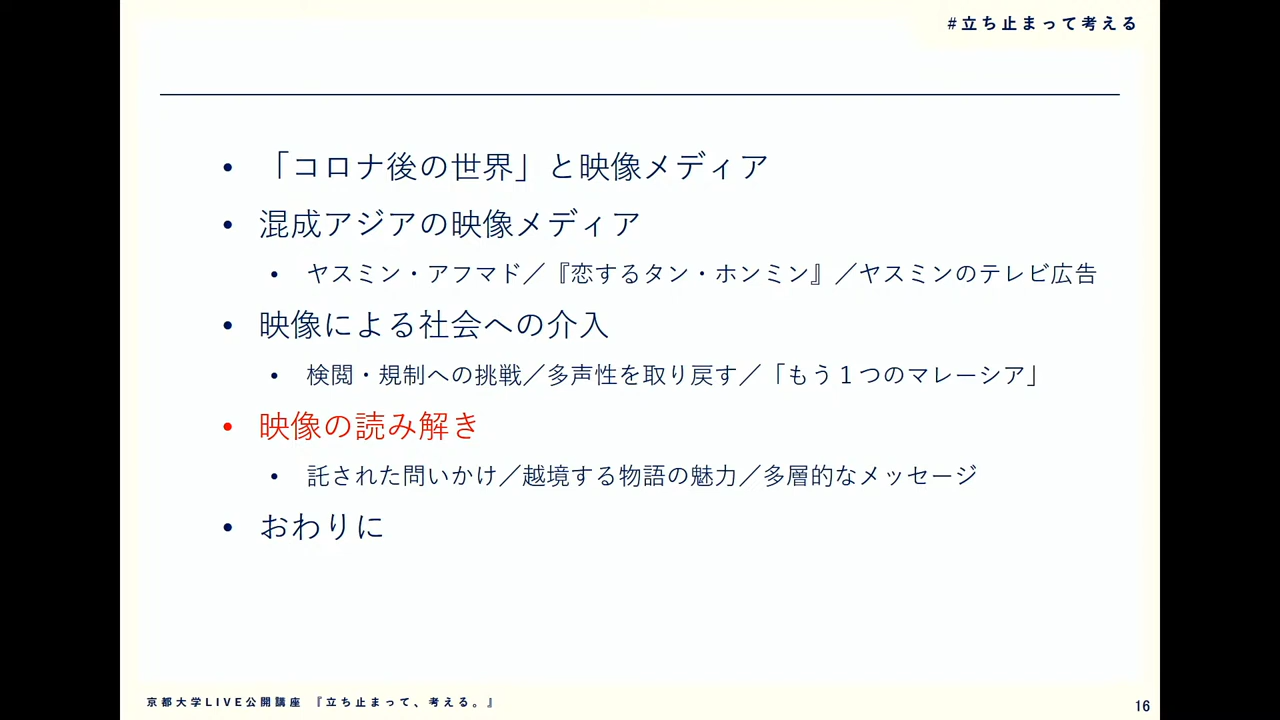 #立ち止まって考える
• 「コロナ後の世界」と映像メディア
• 混成アジアの映像メディア
• ヤスミン・アフマド／『恋するタン・ホンミン』／ヤスミンのテレビ広告
• 映像による社会への介入
• 検閲・規制への挑戦／多声性を取り戻す／「もう１つのマレーシア」
• 映像の読み解き
• 託された問いかけ／越境する物語の魅力／多層的なメッセージ
• おわりに
京都大学LIVE公開講座 『立ち止まって、考える。』
16